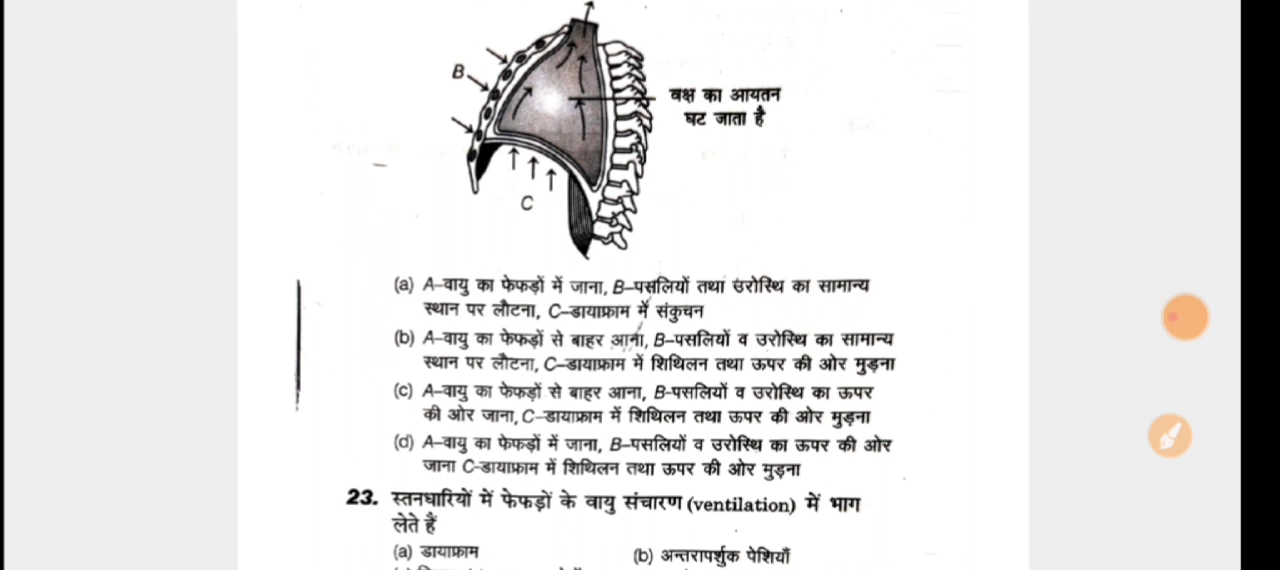 B
वक्ष का आयतन
घट जाता है
C
(a) A–वायु का फेफड़ों में जाना, B–पसलियों तथा उरोस्थि का सामान्य
स्थान पर लौटना, C–डायाफ्राम में संकुचन
(b) A–वायु का फेफड़ों से बाहर आना, B–पसलियों व उरोस्थि का सामान्य
स्थान पर लौटना, C–डायाफ्राम में शिथिलन तथा ऊपर की ओर मुड़ना
(c) A–वायु का फेफड़ों से बाहर आना, B-पसलियों व उरोस्थि का ऊपर
की ओर जाना, C–डायाफ्राम में शिथिलन तथा ऊपर की ओर मुड़ना
(d) A–वायु का फेफड़ों में जाना, B–पसलियों व उरोस्थि का ऊपर की ओर
जाना C-डायाफ्राम में शिथिलन तथा ऊपर की ओर मुड़ना
23. स्तनधारियों में फेफड़ों के वायु संचारण (ventilation) में भाग
लेते हैं
(a) डायाफ्राम (b) अन्तरापर्शुक पेशियाँ